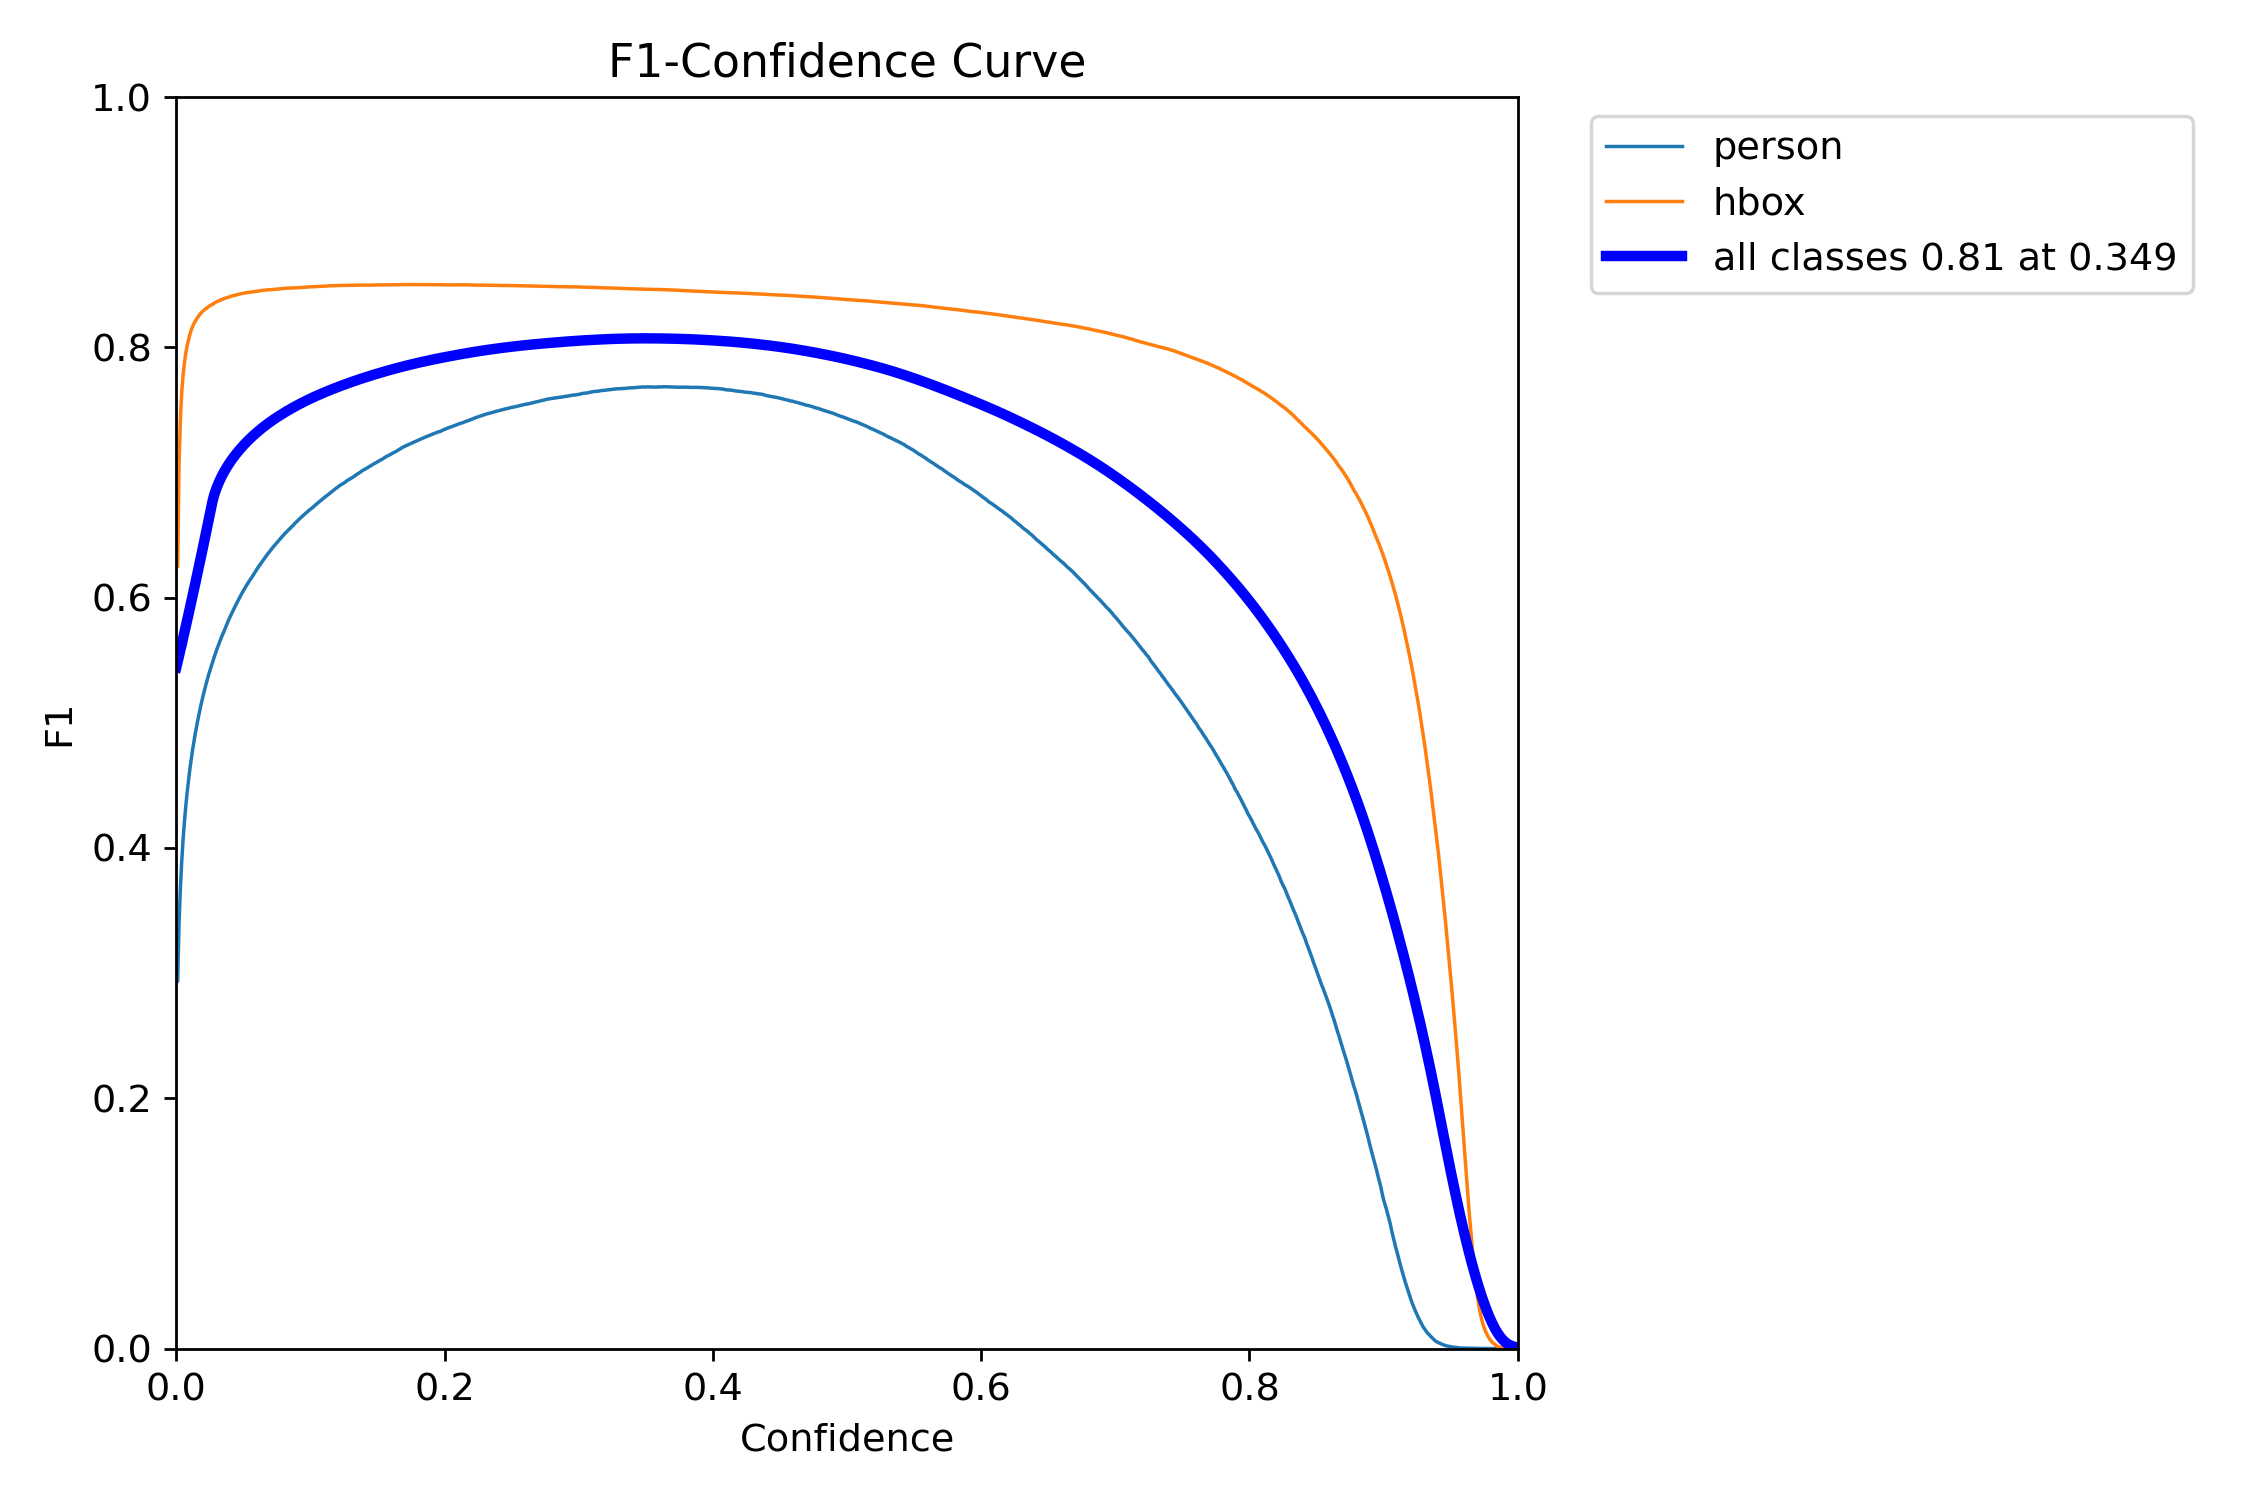 F1-Confidence Curve
1.0
0.8
0.6
0.4
0.2
0.0
F1
0.0 0.2 0.4 0.6 0.8 1.0
Confidence
person
hbox
all classes 0.81 at 0.349